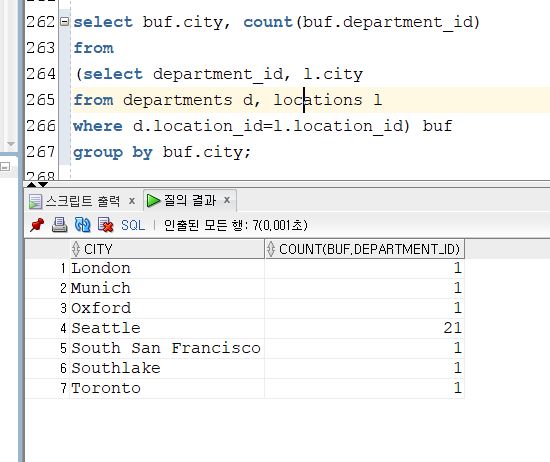 262 select buf.city, count(buf.department_id)
263 from
264 (select department_id, l.city
265 from departments d, locations l
266 where d.location_id=l.location_id) buf
267 group by buf.city;
스크립트 출력 x 질의 결과 x
SQL | 인출된 모든 행: 7(0,001초)
CITY COUNT(BUF,DEPARTMENT_ID)
1 London 1
2 Munich 1
3 Oxford 1
4 Seattle 21
5 South San Francisco 1
6 Southlake 1
7 Toronto 1